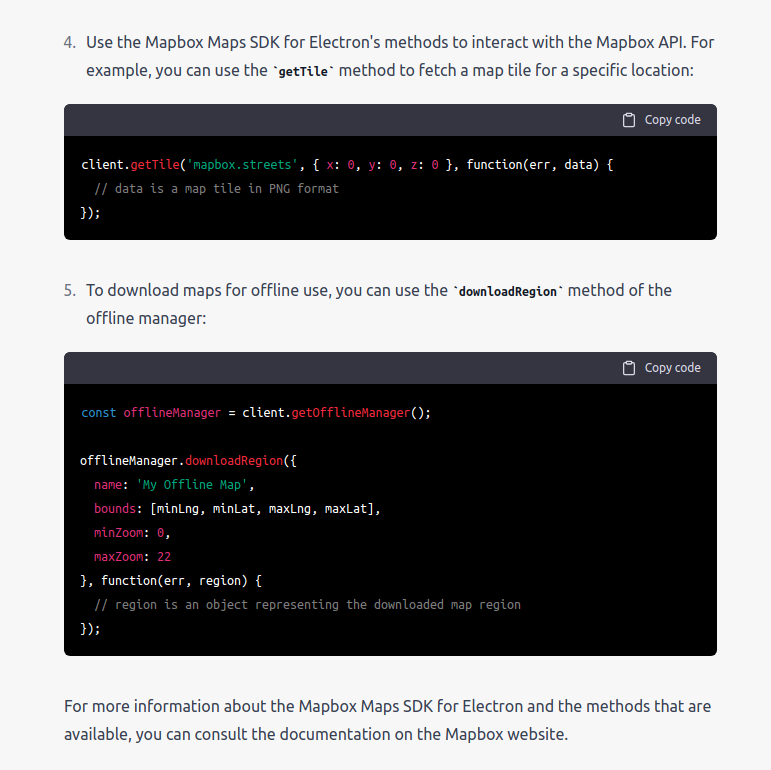 4. Use the Mapbox Maps SDK for Electron's methods to interact with the Mapbox API. For
example, you can use the `getTile` method to fetch a map tile for a specific location:
Copy code
client.getTile('mapbox.streets', { x: 0, y: 0, z: 0 }, function(err, data) {
  // data is a map tile in PNG format
});
5. To download maps for offline use, you can use the `downloadRegion` method of the
offline manager:
Copy code
const offlineManager = client.getOfflineManager();
offlineManager.downloadRegion({
  name: 'My Offline Map',
  bounds: [minLng, minLat, maxLng, maxLat],
  minZoom: 0,
  maxZoom: 22
}, function(err, region) {
  // region is an object representing the downloaded map region
});
For more information about the Mapbox Maps SDK for Electron and the methods that are
available, you can consult the documentation on the Mapbox website.